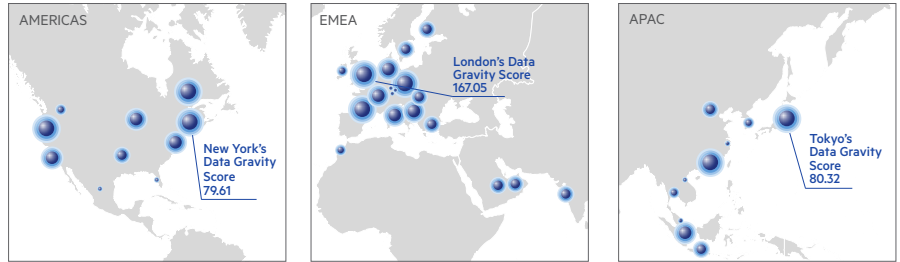 AMERICAS
New York's
Data Gravity
Score
79.61
EMEA
London's Data
Gravity Score
167.05
APAC
Tokyo's
Data Gravity
Score
80.32